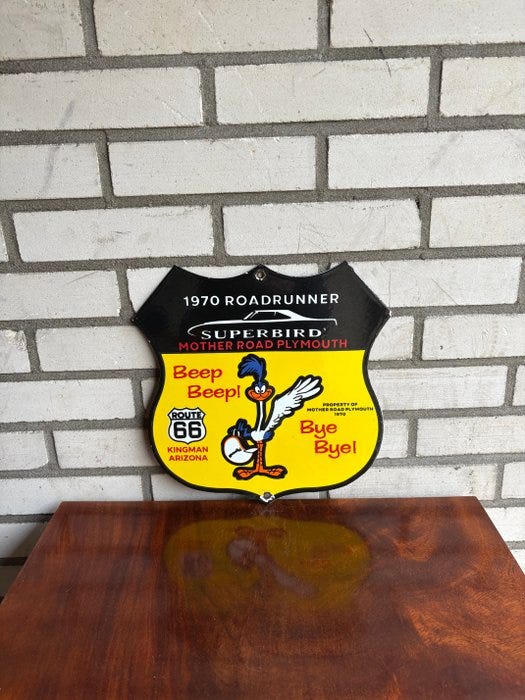 1970 ROADRUNNER
SUPERBIRD
MOTHER ROAD PLYMOUTH
Beep
Beep!
ROUTE
66
KINGMAN
ARIZONA
PROPERTY OF
MOTHER ROAD PLYMOUTH
1970
Bye
Bye!